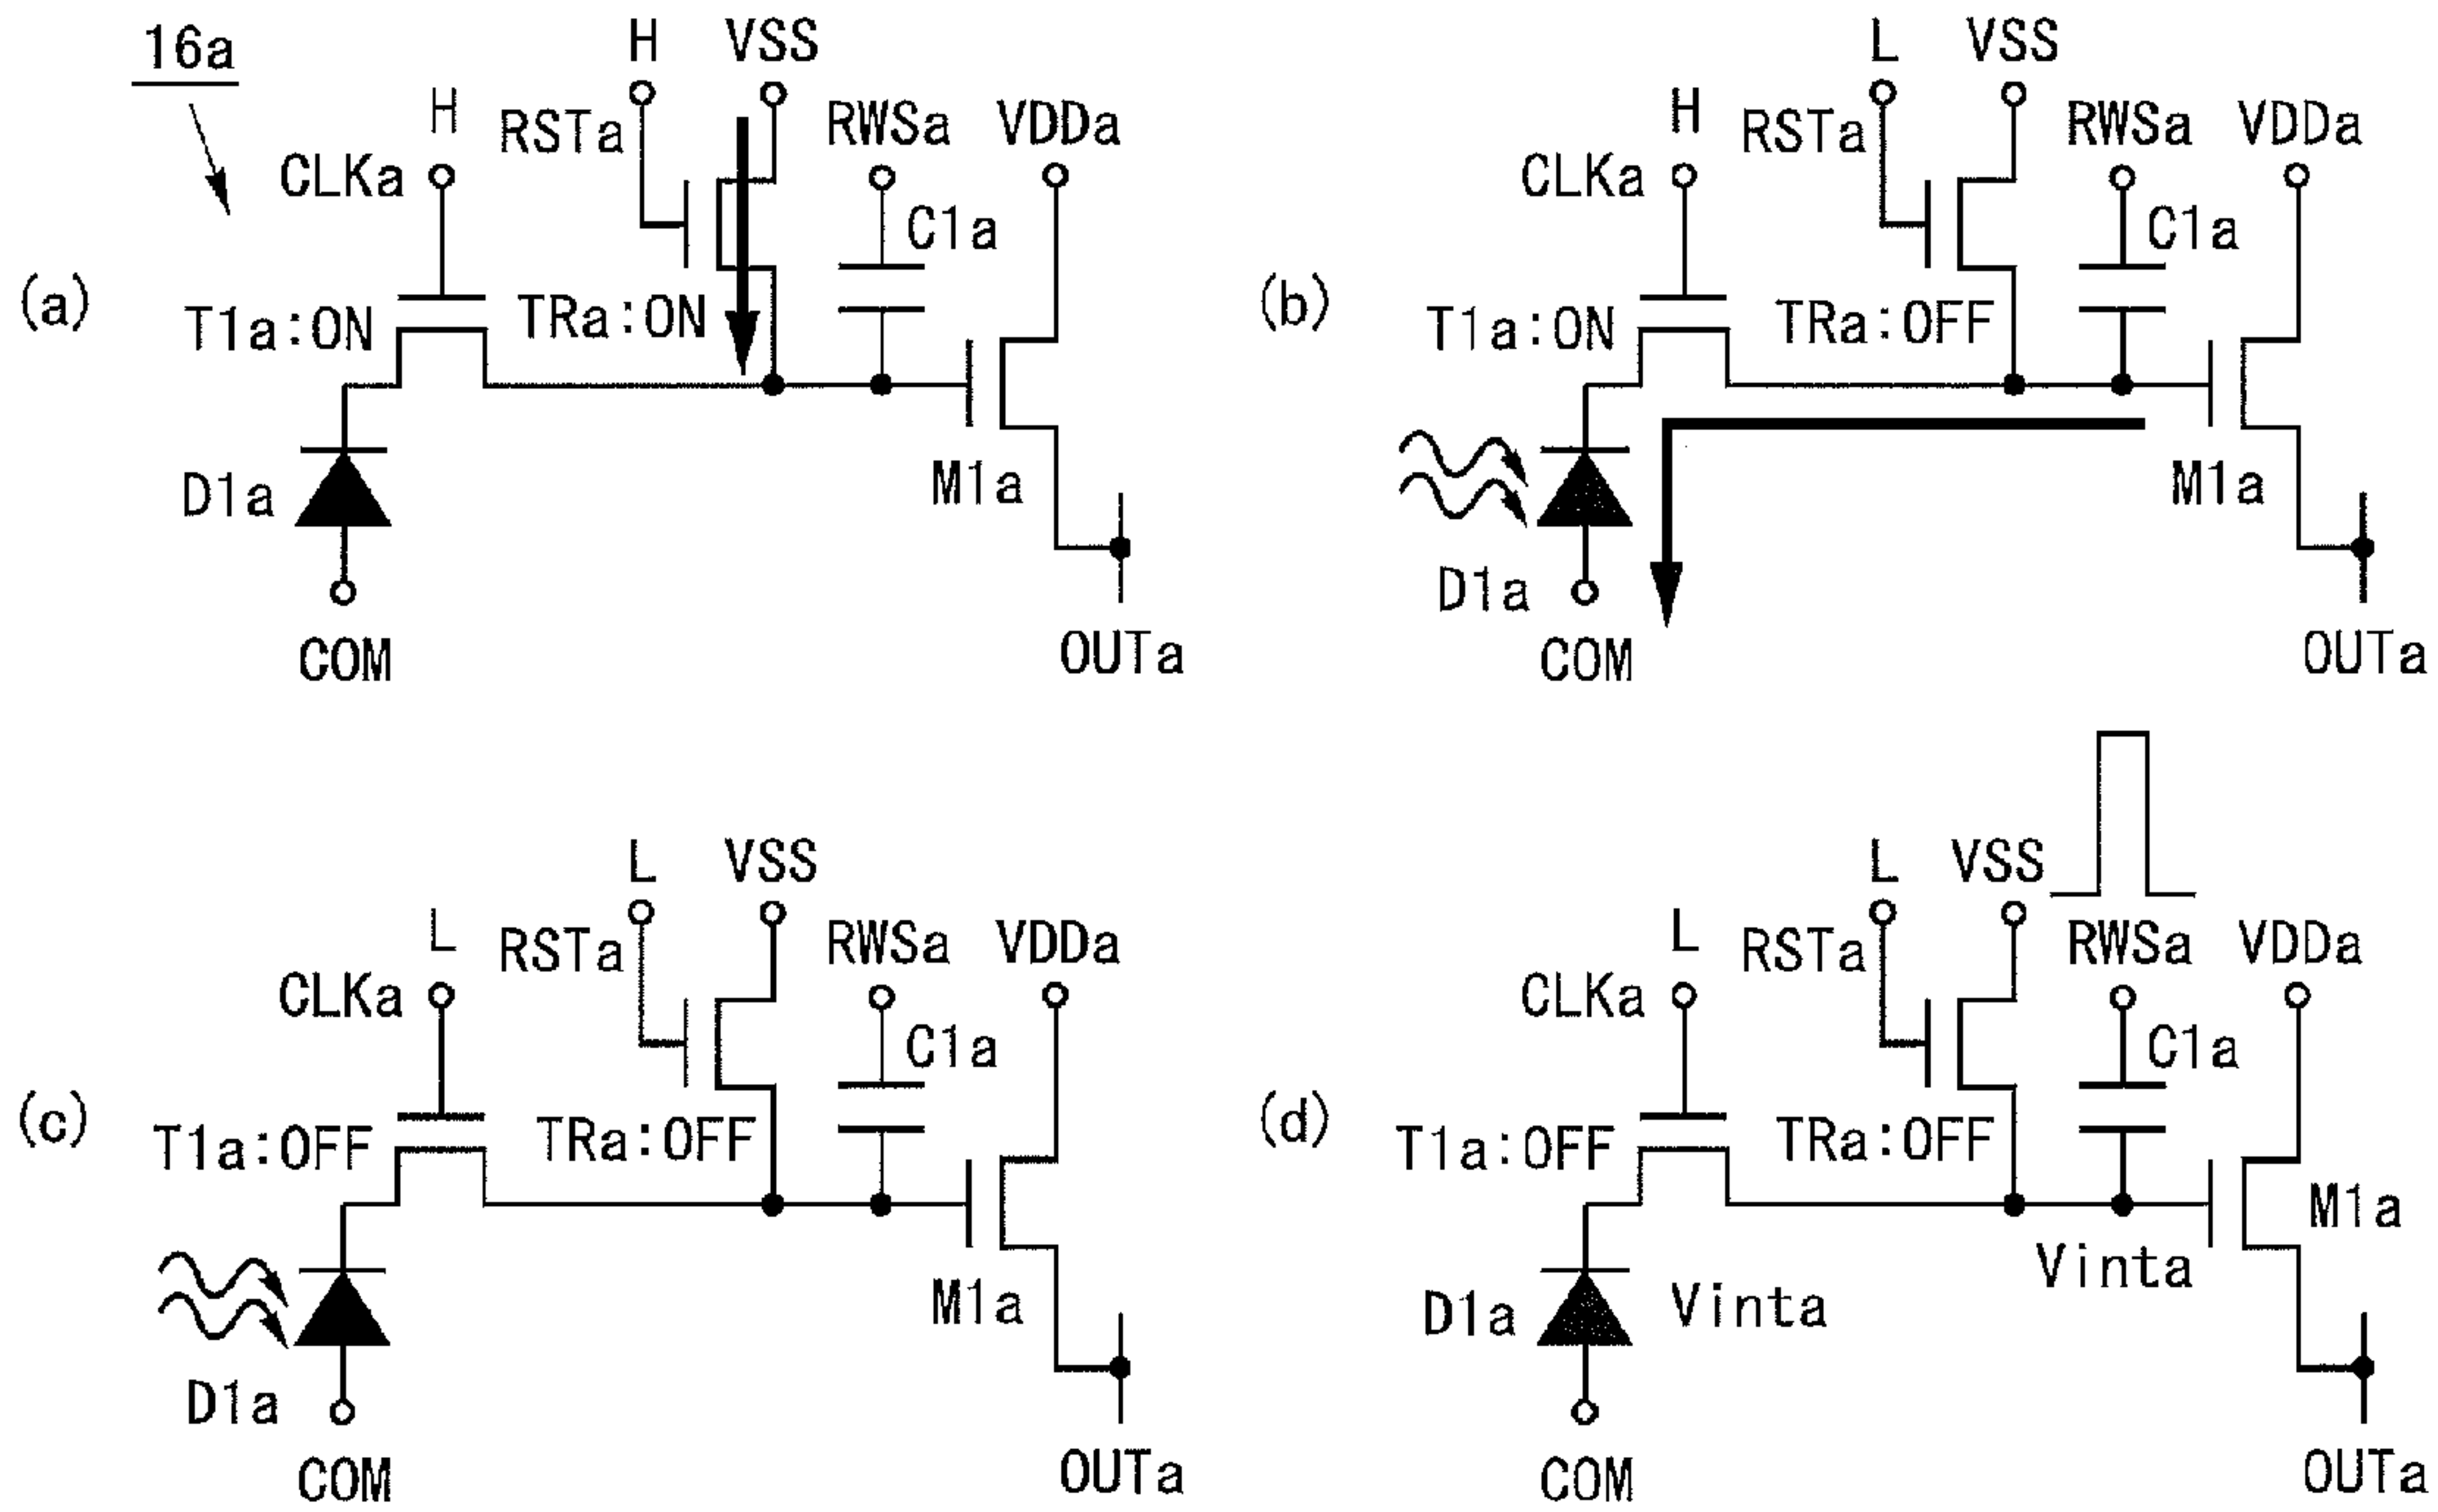 16a
(a)
H
VSS
H
RSTa
RWSa
VDDa
CLKa
C1a
T1a:ON
TRa:ON
D1a
M1a
COM
OUTa
(b)
L
VSS
H
RSTa
RWSa
VDDa
CLKa
C1a
T1a:ON
TRa:OFF
M1a
D1a
COM
OUTa
(c)
L
VSS
L
RSTa
RWSa
VDDa
CLKa
C1a
T1a:OFF
TRa:OFF
M1a
D1a
COM
OUTa
(d)
L
VSS
L
RSTa
RWSa
VDDa
CLKa
C1a
T1a:OFF
TRa:OFF
M1a
Vinta
D1a
Vinta
COM
OUTa